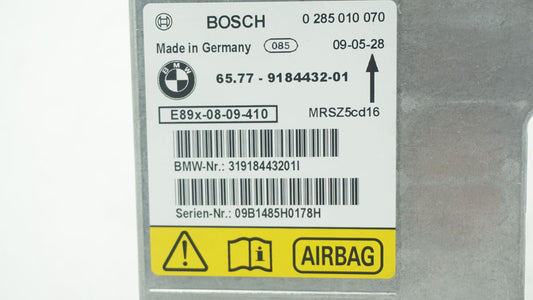 BOSCH 0 285 010 070
Made in Germany 085 09-05-28
BMW 65.77 - 9184432-01
E89x-08-09-410 MRSZ5cd16
BMW-Nr.: 31918443201I
Serien-Nr.: 09B1485H0178H
i AIRBAG